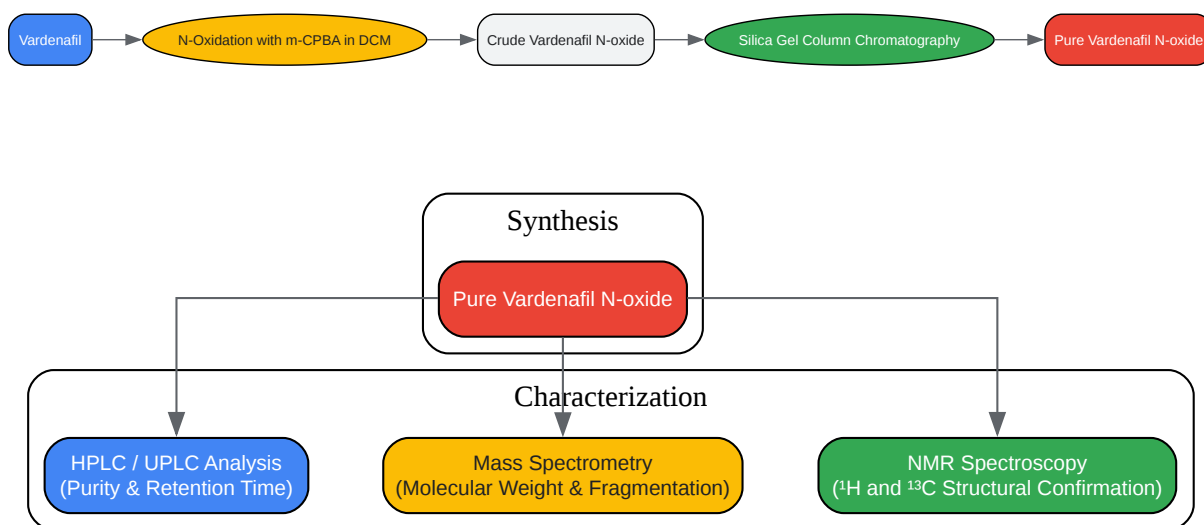 Vardenafil
N-Oxidation with m-CPBA in DCM
Crude Vardenafil N-oxide
Silica Gel Column Chromatography
Pure Vardenafil N-oxide
Synthesis
Pure Vardenafil N-oxide
Characterization
HPLC / UPLC Analysis
(Purity & Retention Time)
Mass Spectrometry
(Molecular Weight & Fragmentation)
NMR Spectroscopy
(¹H and ¹³C Structural Confirmation)